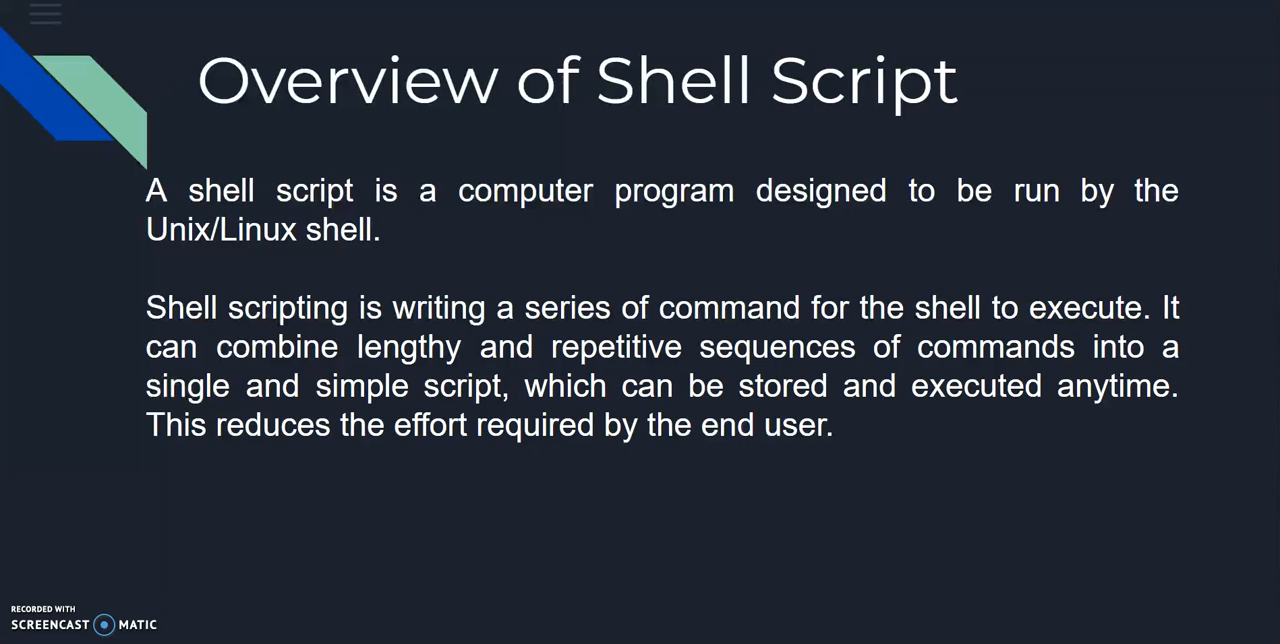 Overview of Shell Script
A shell script is a computer program designed to be run by the
Unix/Linux shell.
Shell scripting is writing a series of command for the shell to execute. It
can combine lengthy and repetitive sequences of commands into a
single and simple script, which can be stored and executed anytime.
This reduces the effort required by the end user.
RECORDED WITH
SCREENCAST MATIC